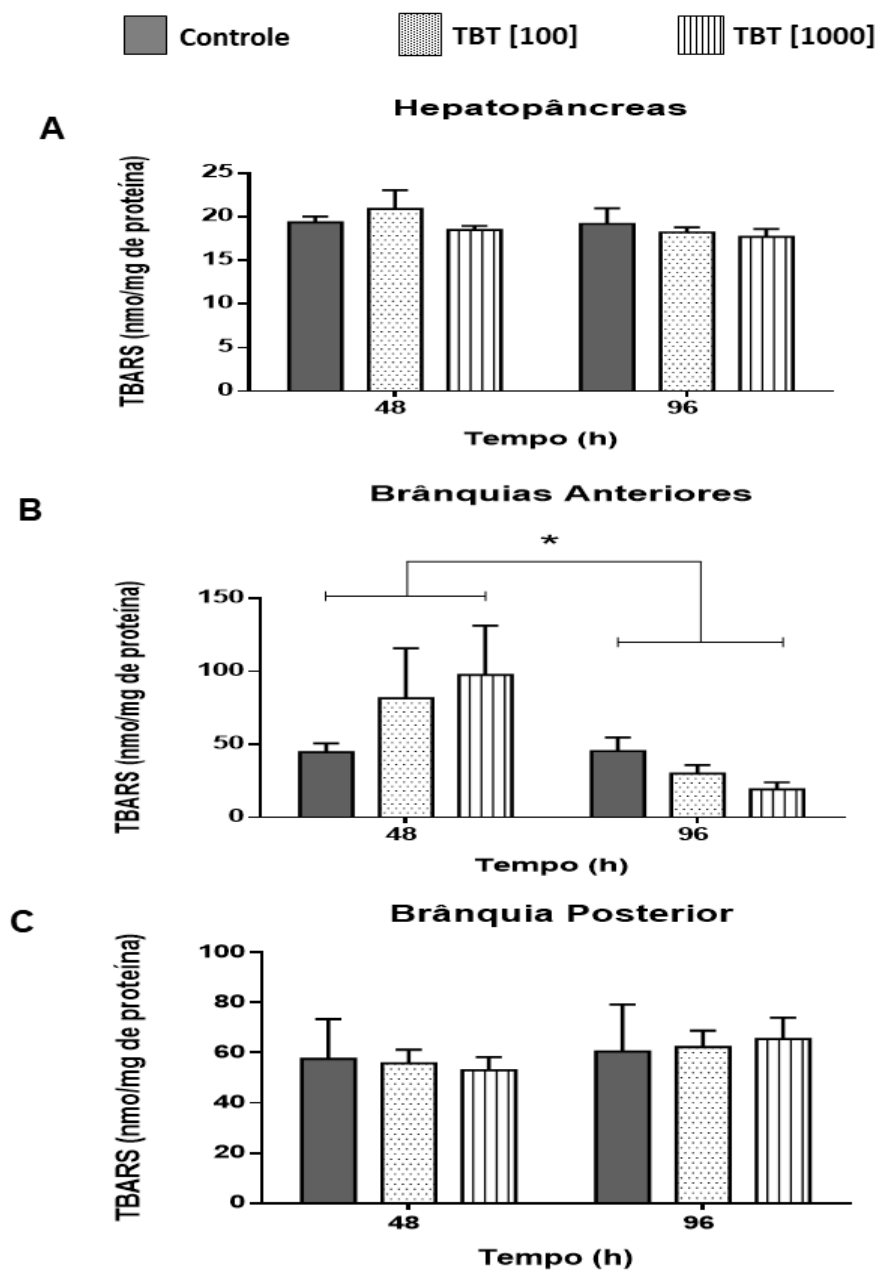 Controle TBT [100] TBT [1000]
A
Hepatopâncreas
TBARS (nmo/mg de proteína)
25
20
15
10
5
0
48 96
Tempo (h)
B
Brânquias Anteriores
*
TBARS (nmo/mg de proteína)
150
100
50
0
48 96
Tempo (h)
C
Brânquia Posterior
TBARS (nmo/mg de proteína)
100
80
60
40
20
0
48 96
Tempo (h)